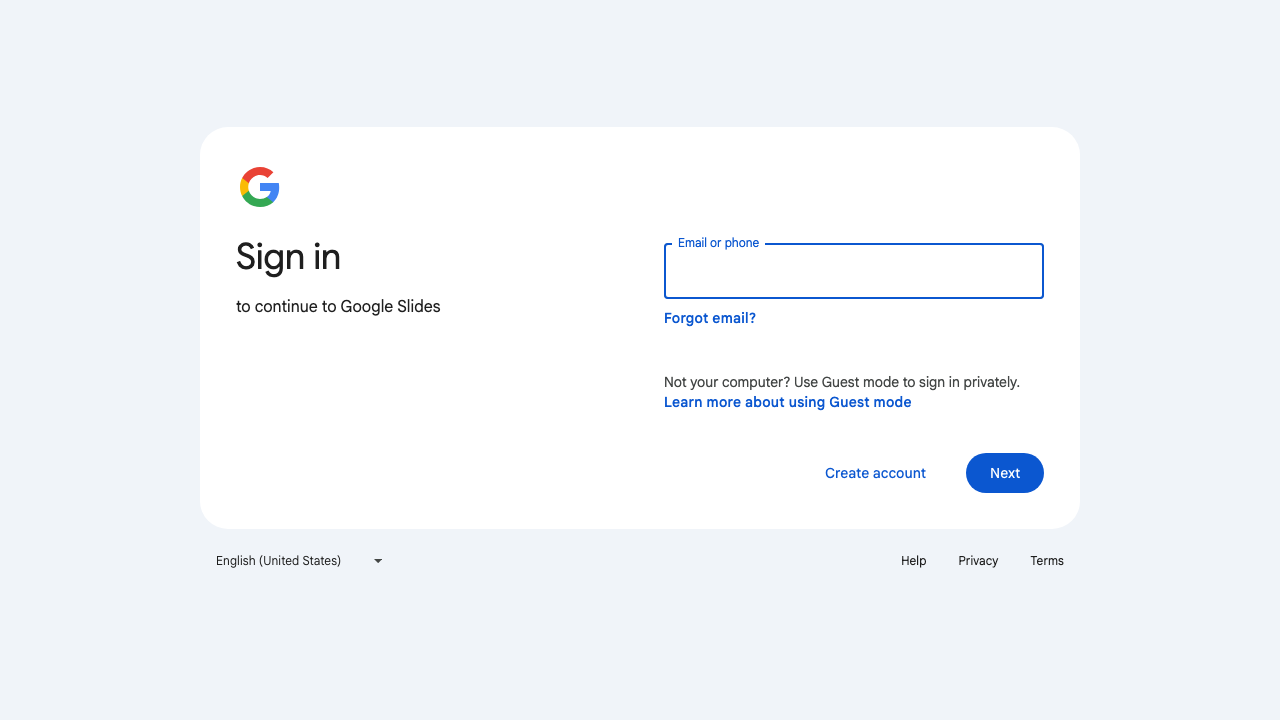 Sign in
to continue to Google Slides
Email or phone
Forgot email?
Not your computer? Use Guest mode to sign in privately.
Learn more about using Guest mode
Create account
Next
English (United States)
Help
Privacy
Terms